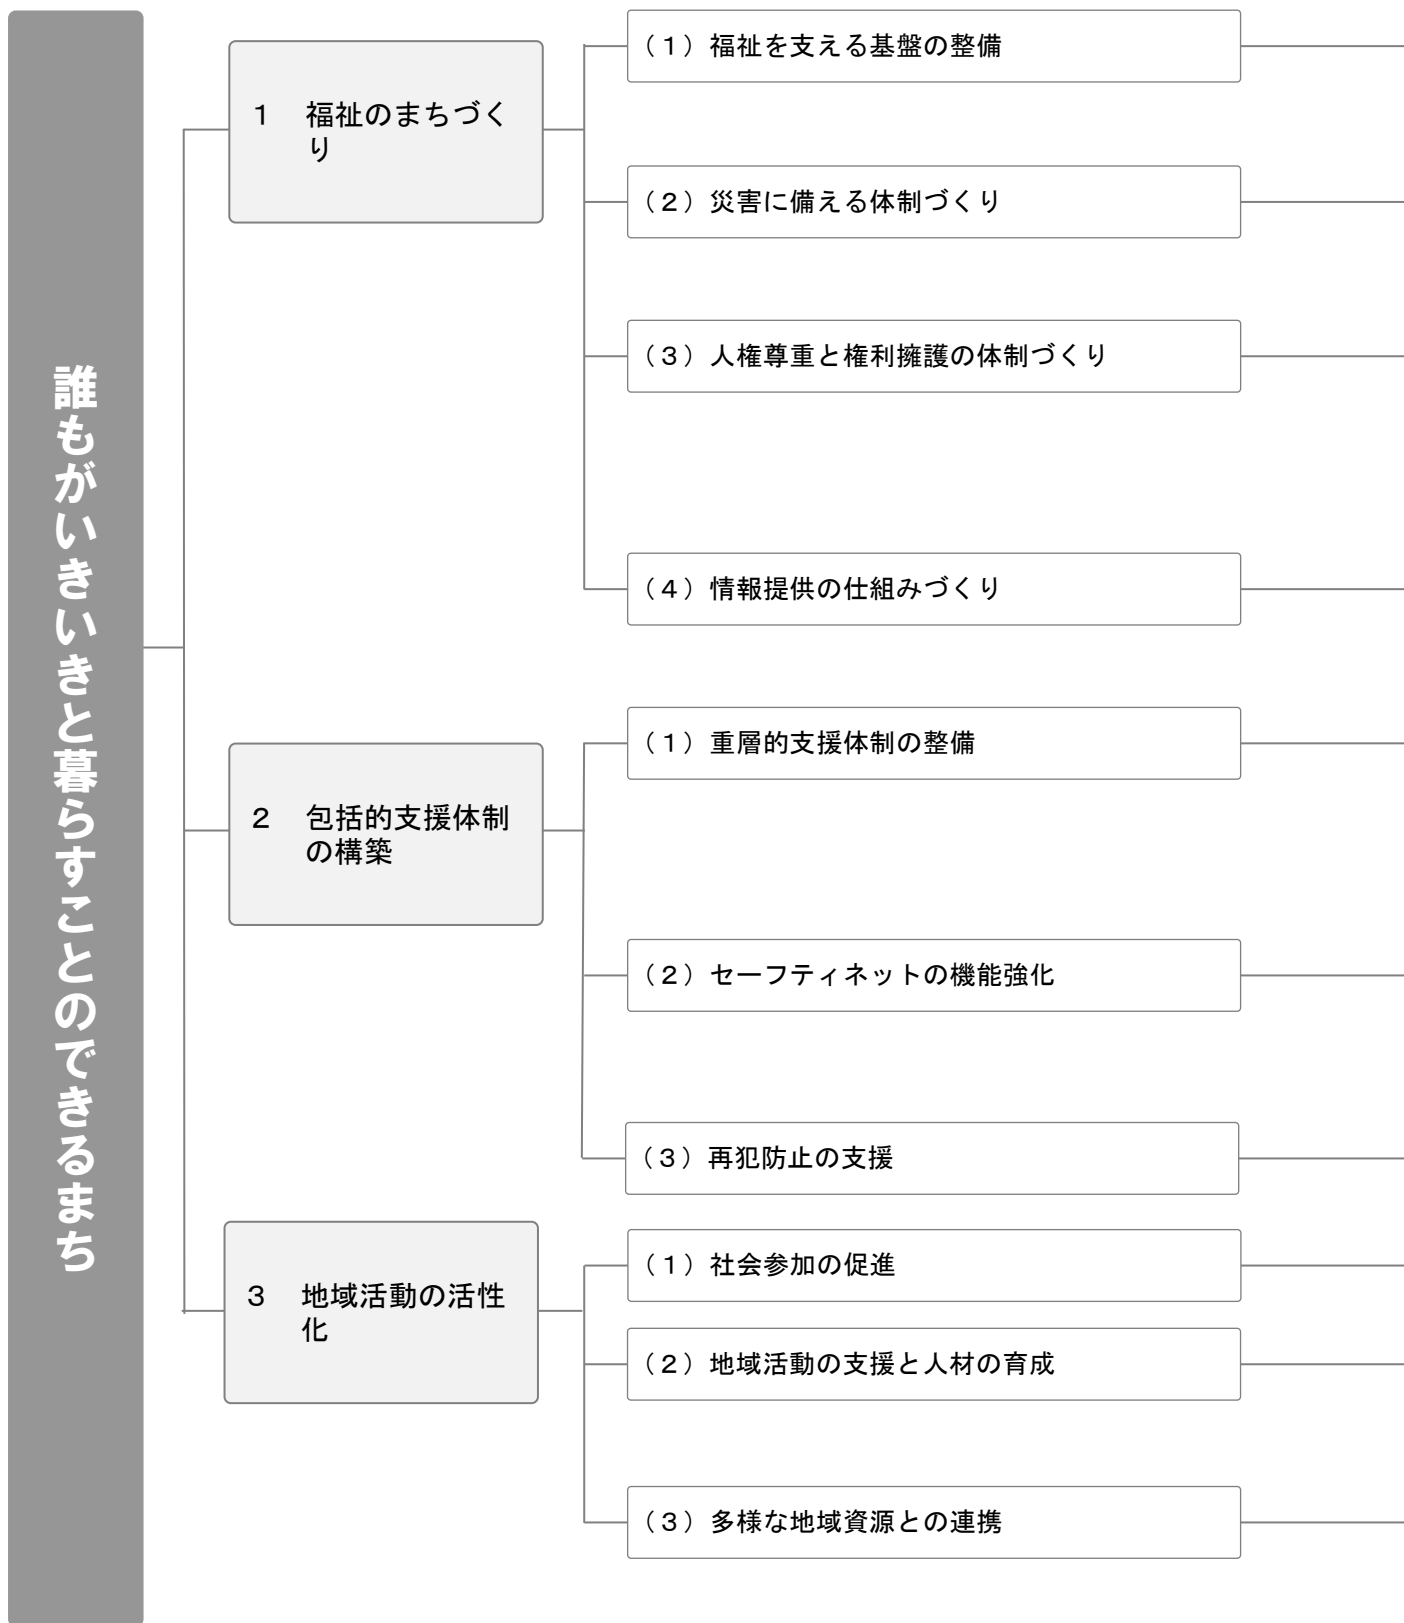 誰もがいきいきと暮らすことのできるまち
１　福祉のまちづく
り
（１）福祉を支える基盤の整備
（２）災害に備える体制づくり
（３）人権尊重と権利擁護の体制づくり
（４）情報提供の仕組みづくり
２　包括的支援体制
の構築
（１）重層的支援体制の整備
（２）セーフティネットの機能強化
（３）再犯防止の支援
３　地域活動の活性
化
（１）社会参加の促進
（２）地域活動の支援と人材の育成
（３）多様な地域資源との連携